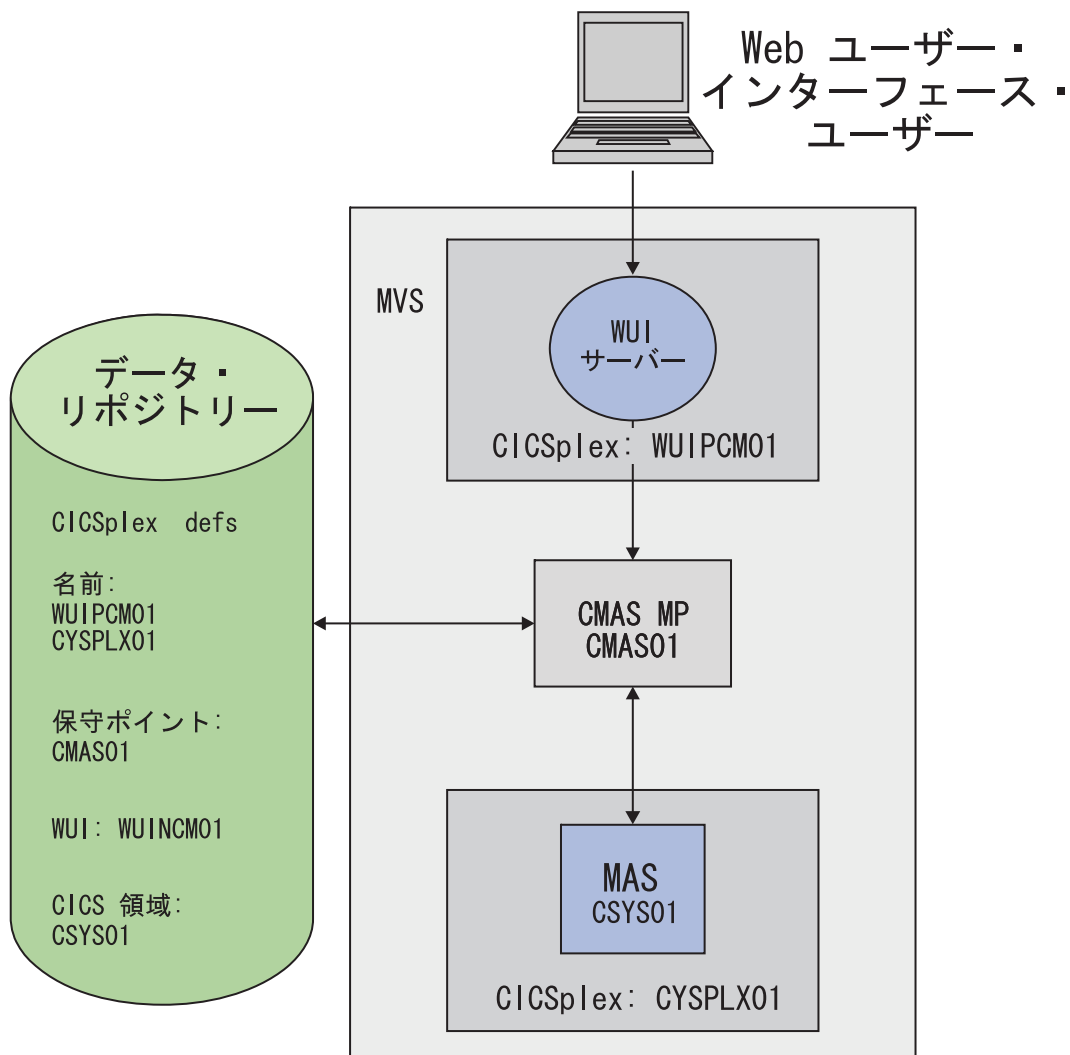 Web ユーザー・
インターフェース・
ユーザー
MVS
WUI
サーバー
CICSplex: WUIPCM01
データ・
リポジトリー
CICSplex defs
名前:
WUIPCM01
CYSPLX01
保守ポイント:
CMAS01
WUI: WUINCM01
CICS 領域:
CSYS01
CMAS MP
CMAS01
MAS
CSYS01
CICSplex: CYSPLX01